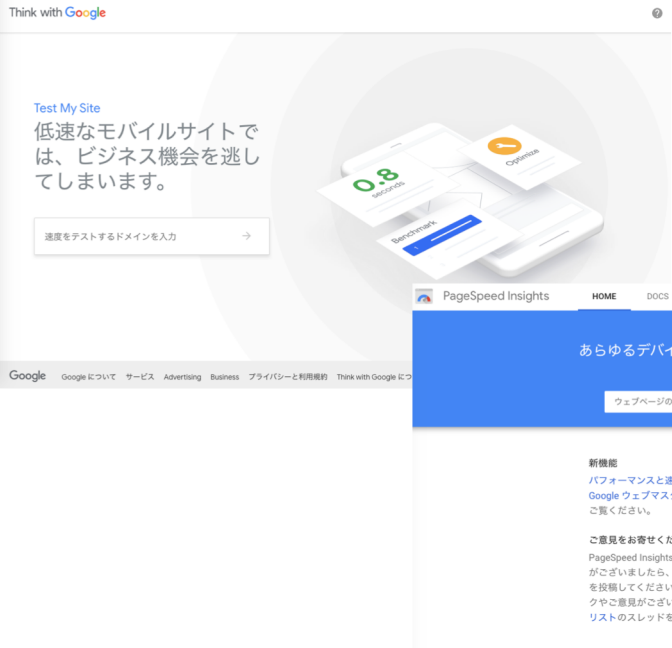 Think with Google
Test My Site
低速なモバイルサイトで
は、ビジネス機会を逃し
てしまいます。
速度をテストするドメインを入力
0.8
seconds
Optimize
Benchmark
Google
Google について
サービス
Advertising
Business
プライバシーと利用規約
Think with Google につ
PageSpeed Insights
HOME
DOCS
あらゆるデバイ
ウェブページの
新機能
パフォーマンスと速
Google ウェブマス
ご覧ください。
ご意見をお寄せくだ
PageSpeed Insights
がございましたら、
を投稿してください
クやご意見がござい
リストのスレッドを